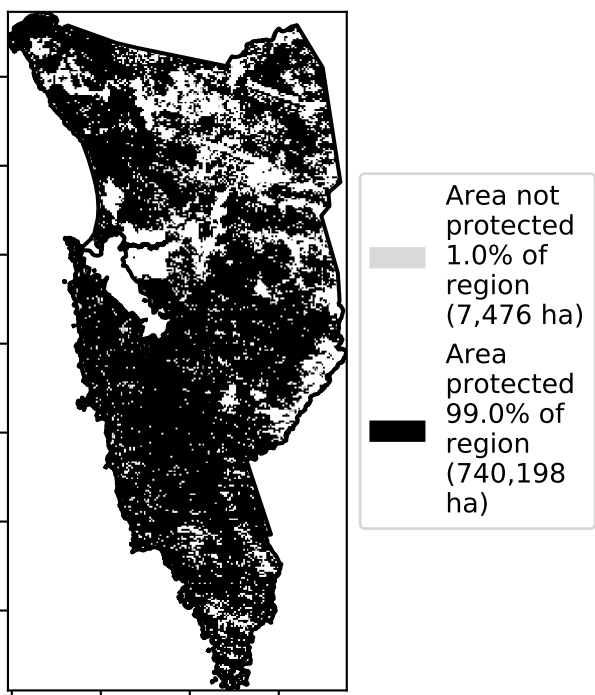 Area not
protected
1.0% of
region
(7,476 ha)
Area
protected
99.0% of
region
(740,198
ha)